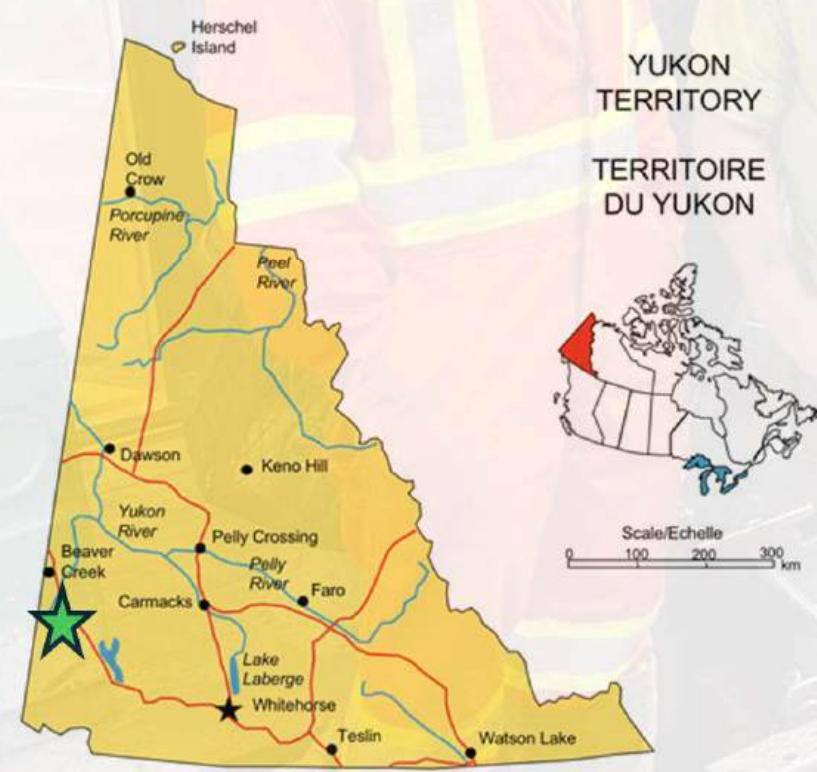 Herschel
Island
YUKON
TERRITORY
TERRITOIRE
DU YUKON
Old
Crow
Porcupine
River
Peel
River
Dawson
Keno Hill
Yukon
River
Pelly Crossing
Scale/Echelle
0 100 200 300
km
Beaver
Creek
Pelly
River
Faro
Carmacks
Lake
Laberge
Whitehorse
Teslin
Watson Lake